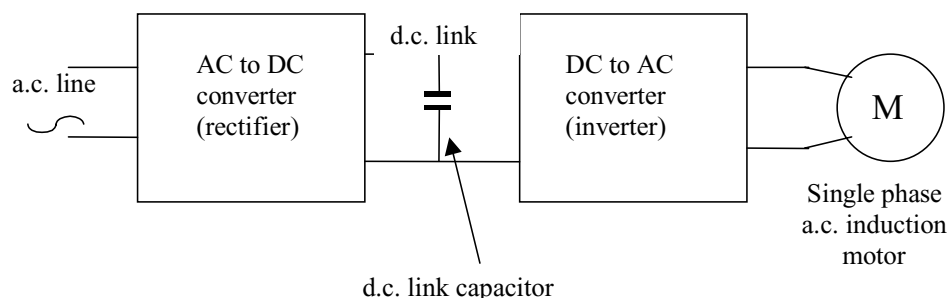 a.c. line
AC to DC
converter
(rectifier)
d.c. link
DC to AC
converter
(inverter)
M
Single phase
a.c. induction
motor
d.c. link capacitor